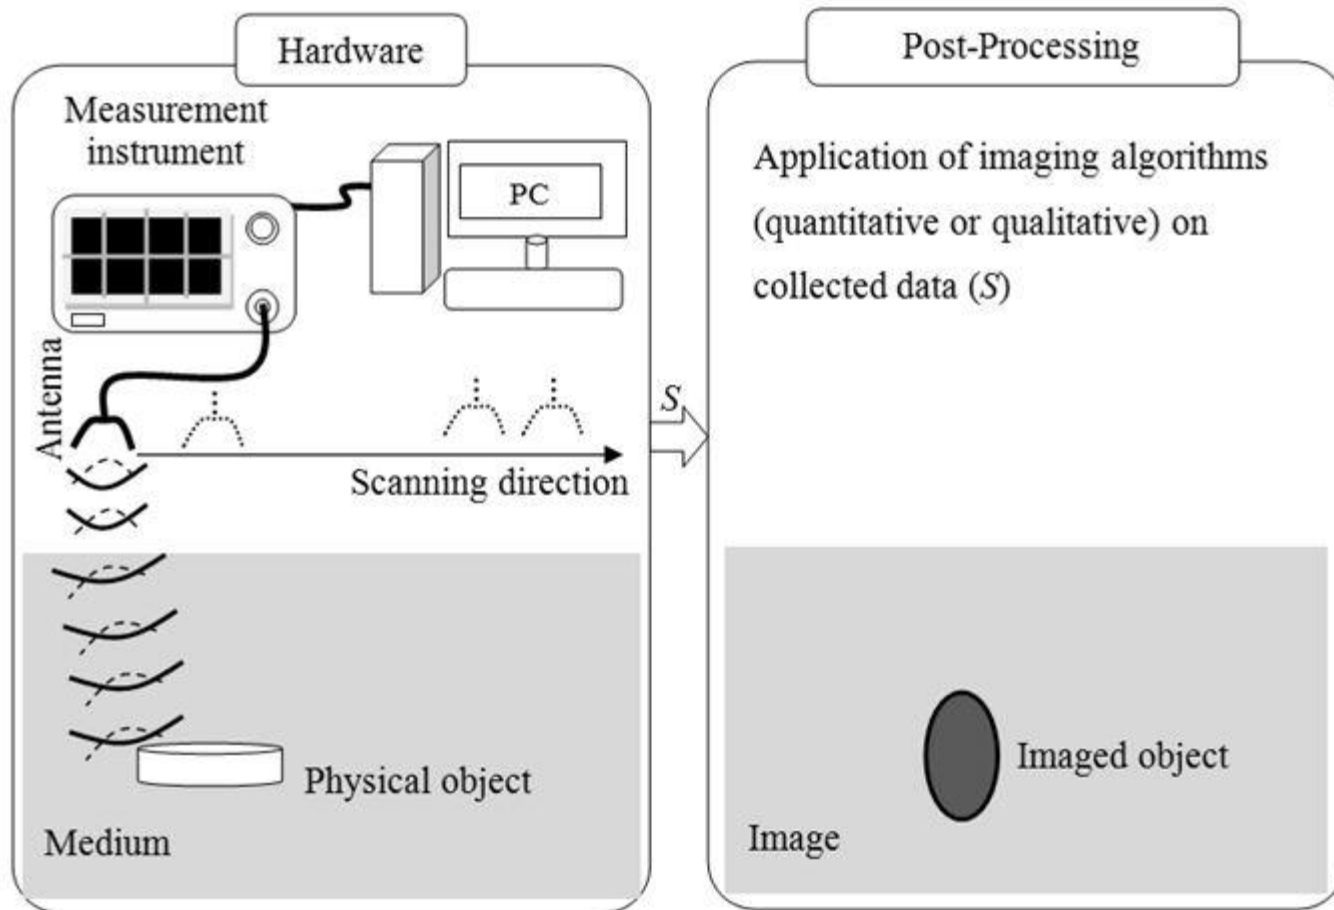 Hardware
Measurement
instrument
PC
Antenna
Scanning direction
Physical object
Medium
S
Post-Processing
Application of imaging algorithms
(quantitative or qualitative) on
collected data (S)
Imaged object
Image